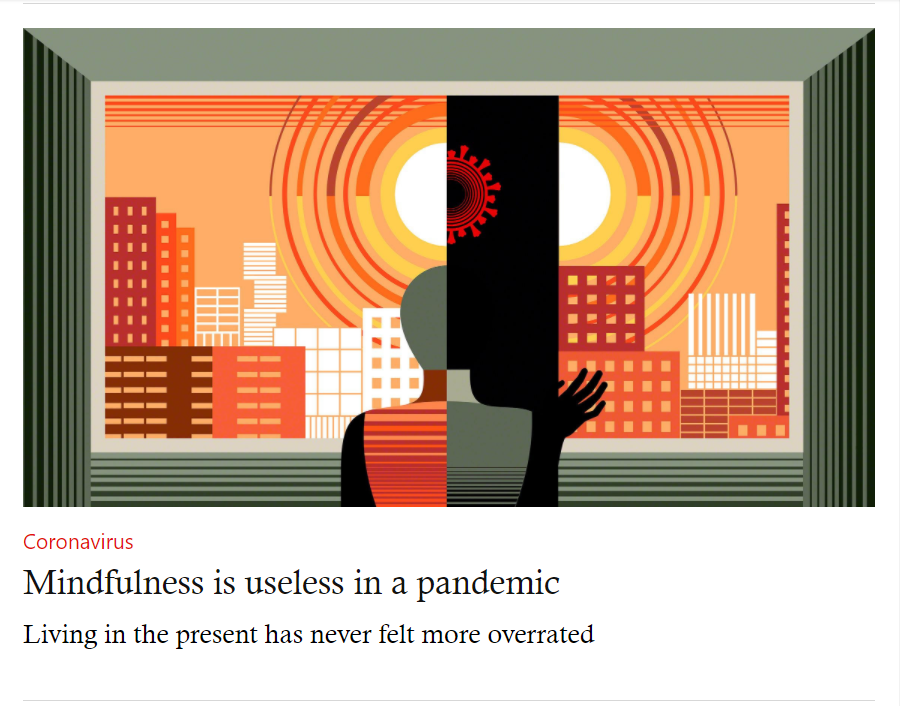 Coronavirus
Mindfulness is useless in a pandemic
Living in the present has never felt more overrated